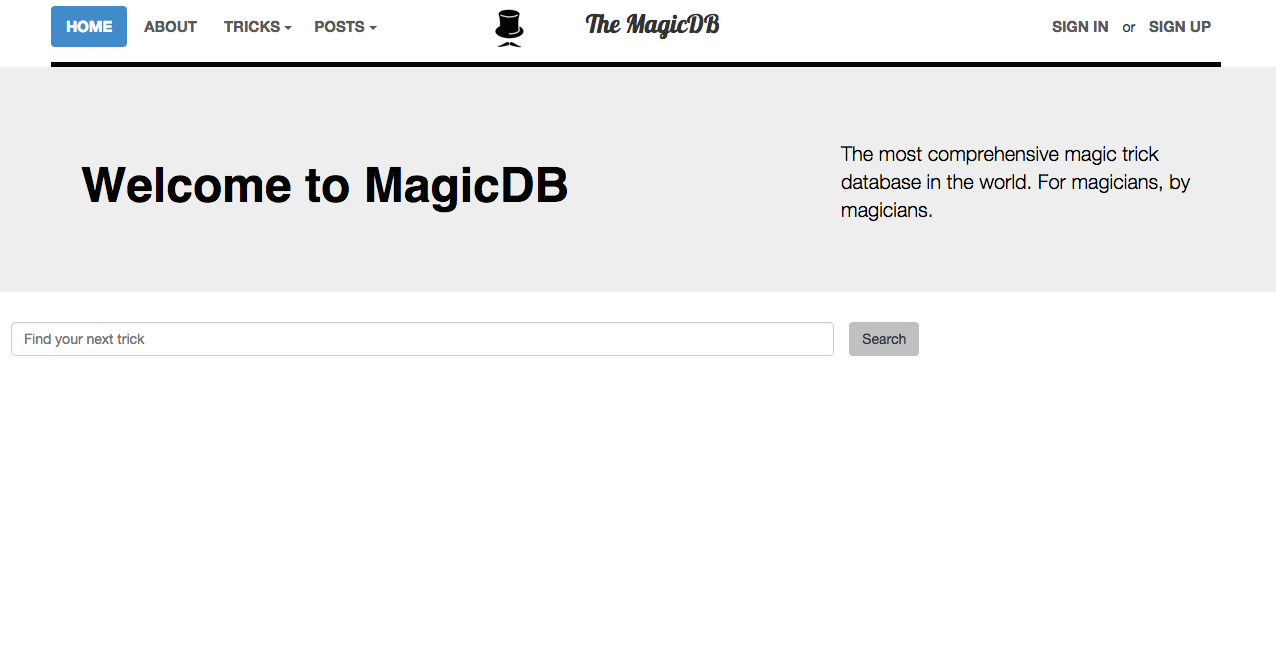 HOME ABOUT TRICKS POSTS The MagicDB SIGN IN or SIGN UP
Welcome to MagicDB
The most comprehensive magic trick
database in the world. For magicians, by
magicians.
Find your next trick Search